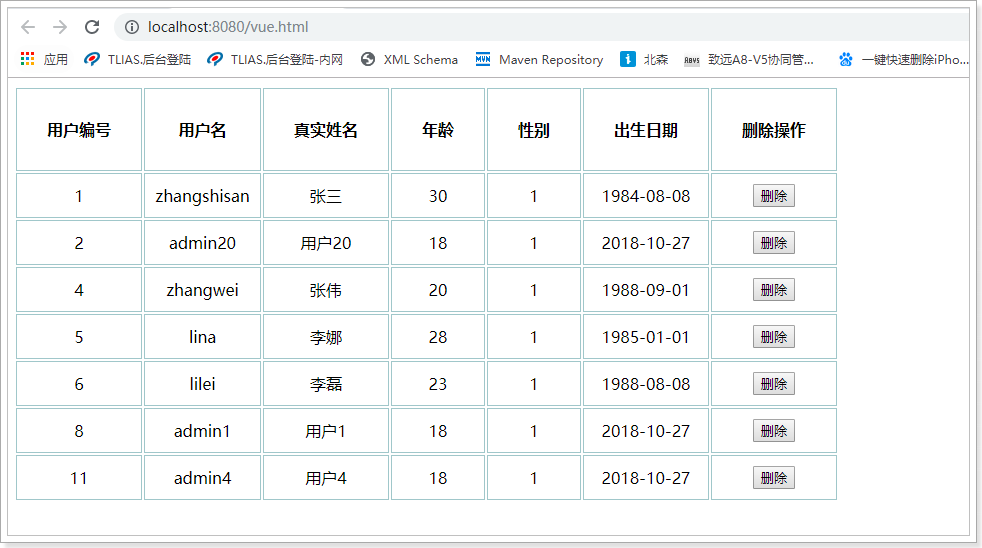 localhost:8080/vue.html
应用 TLIAS.后台登陆 TLIAS.后台登陆-内网 XML Schema MVN Maven Repository 北森 RBVS 致远A8-V5协同管... 一键快速删除iPho...
用户编号 用户名 真实姓名 年龄 性别 出生日期 删除操作
1 zhangshisan 张三 30 1 1984-08-08 删除
2 admin20 用户20 18 1 2018-10-27 删除
4 zhangwei 张伟 20 1 1988-09-01 删除
5 lina 李娜 28 1 1985-01-01 删除
6 lilei 李磊 23 1 1988-08-08 删除
8 admin1 用户1 18 1 2018-10-27 删除
11 admin4 用户4 18 1 2018-10-27 删除